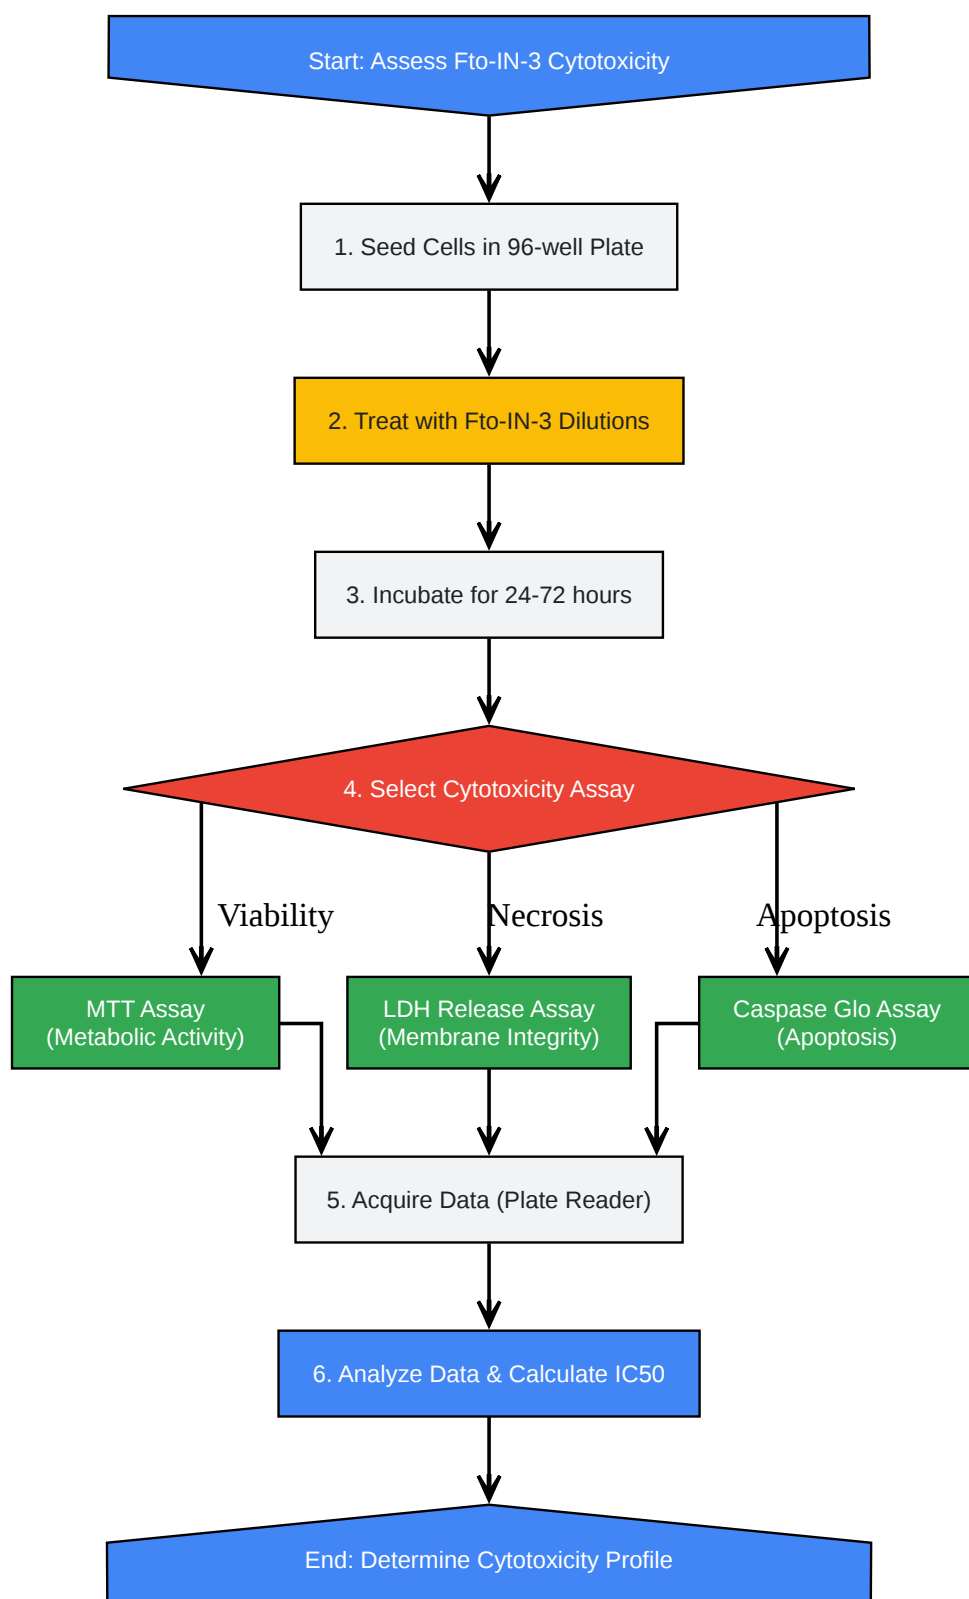 Start: Assess Fto-IN-3 Cytotoxicity
1. Seed Cells in 96-well Plate
2. Treat with Fto-IN-3 Dilutions
3. Incubate for 24-72 hours
4. Select Cytotoxicity Assay
Viability
Necrosis
Apoptosis
MTT Assay
(Metabolic Activity)
LDH Release Assay
(Membrane Integrity)
Caspase Glo Assay
(Apoptosis)
5. Acquire Data (Plate Reader)
6. Analyze Data & Calculate IC50
End: Determine Cytotoxicity Profile